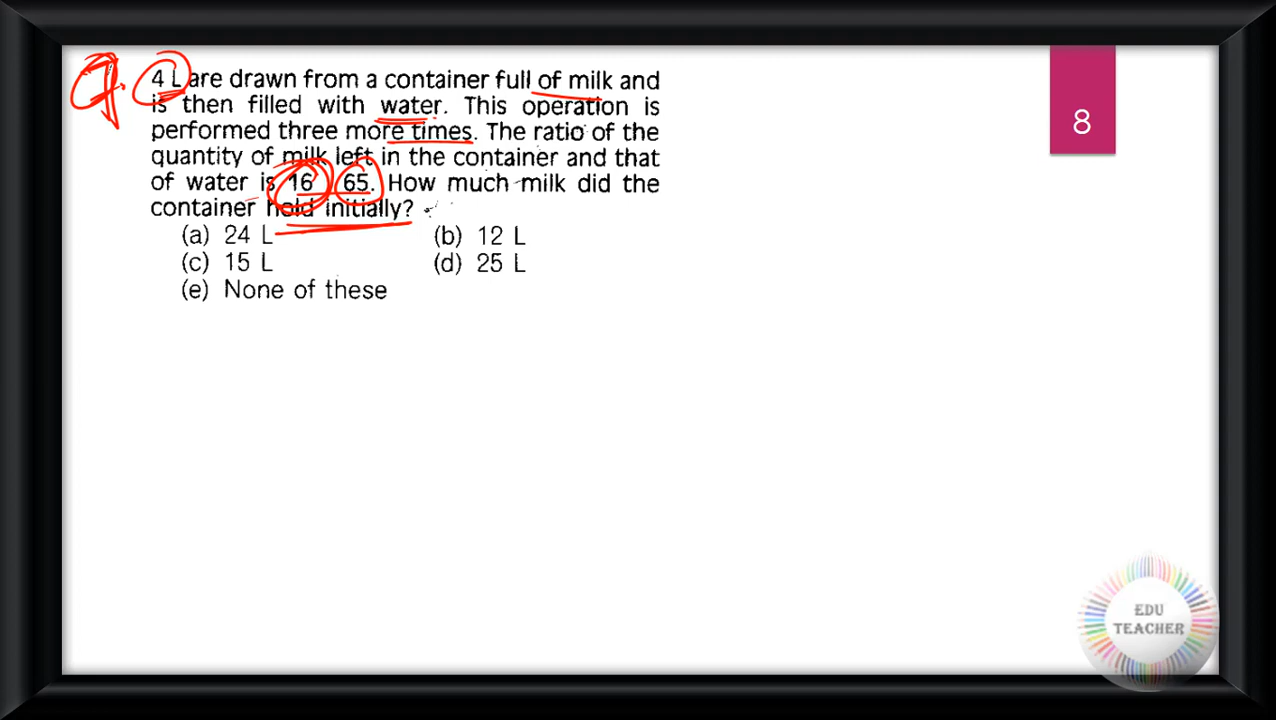 q.
4 L are drawn from a container full of milk and
is then filled with water. This operation is
performed three more times. The ratio of the
quantity of milk left in the container and that
of water is 16 65. How much milk did the
container hold initially?
(a) 24 L (b) 12 L
(c) 15 L (d) 25 L
(e) None of these
8
EDU
TEACHER